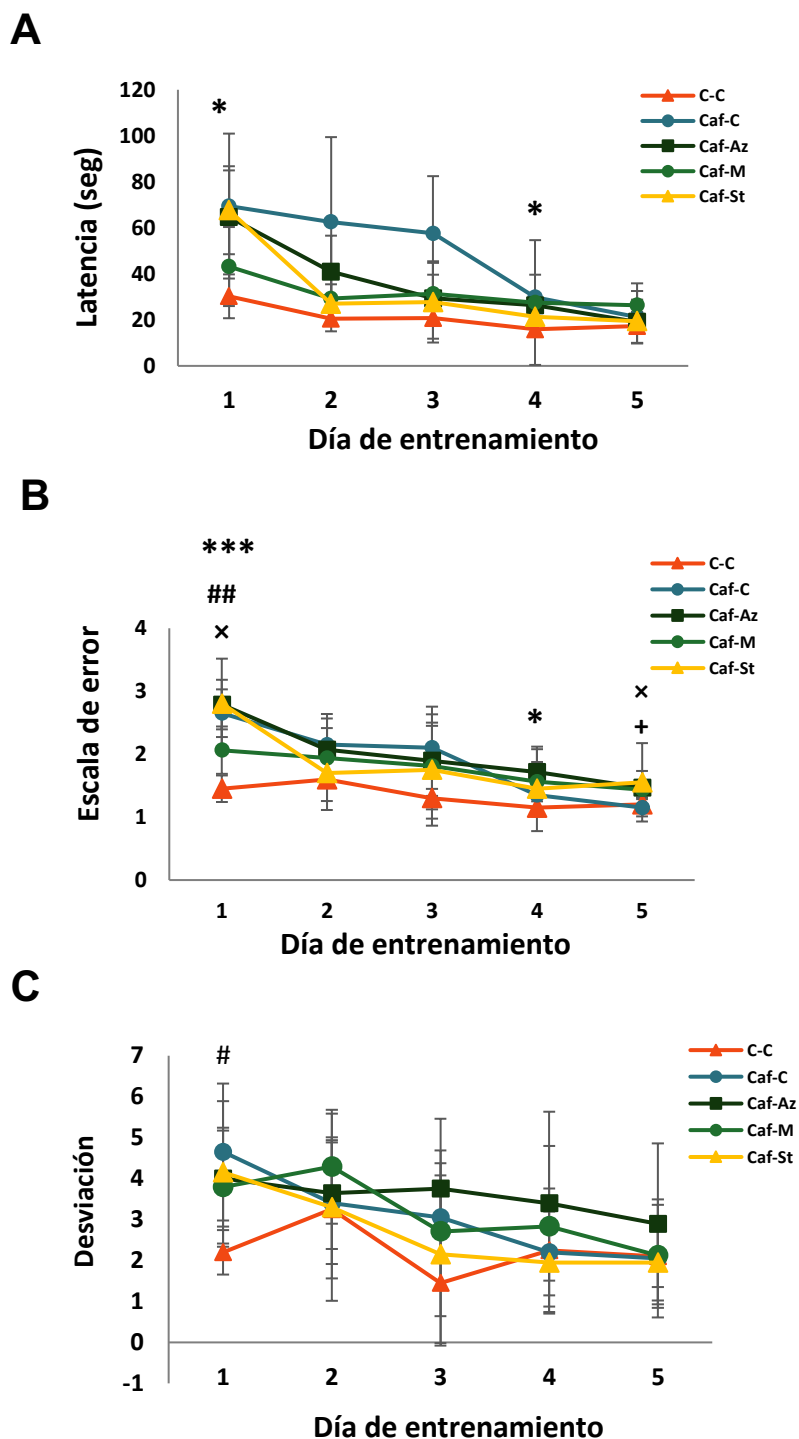 A
Latencia (seg)
120
100
80
60
40
20
0
*
*
C-C
Caf-C
Caf-Az
Caf-M
Caf-St
1 2 3 4 5
Día de entrenamiento
B
Escala de error
***
##
×
4
3
2
1
0
*
×
+
C-C
Caf-C
Caf-Az
Caf-M
Caf-St
1 2 3 4 5
Día de entrenamiento
C
Desviación
7
6
5
4
3
2
1
0
-1
#
C-C
Caf-C
Caf-Az
Caf-M
Caf-St
1 2 3 4 5
Día de entrenamiento